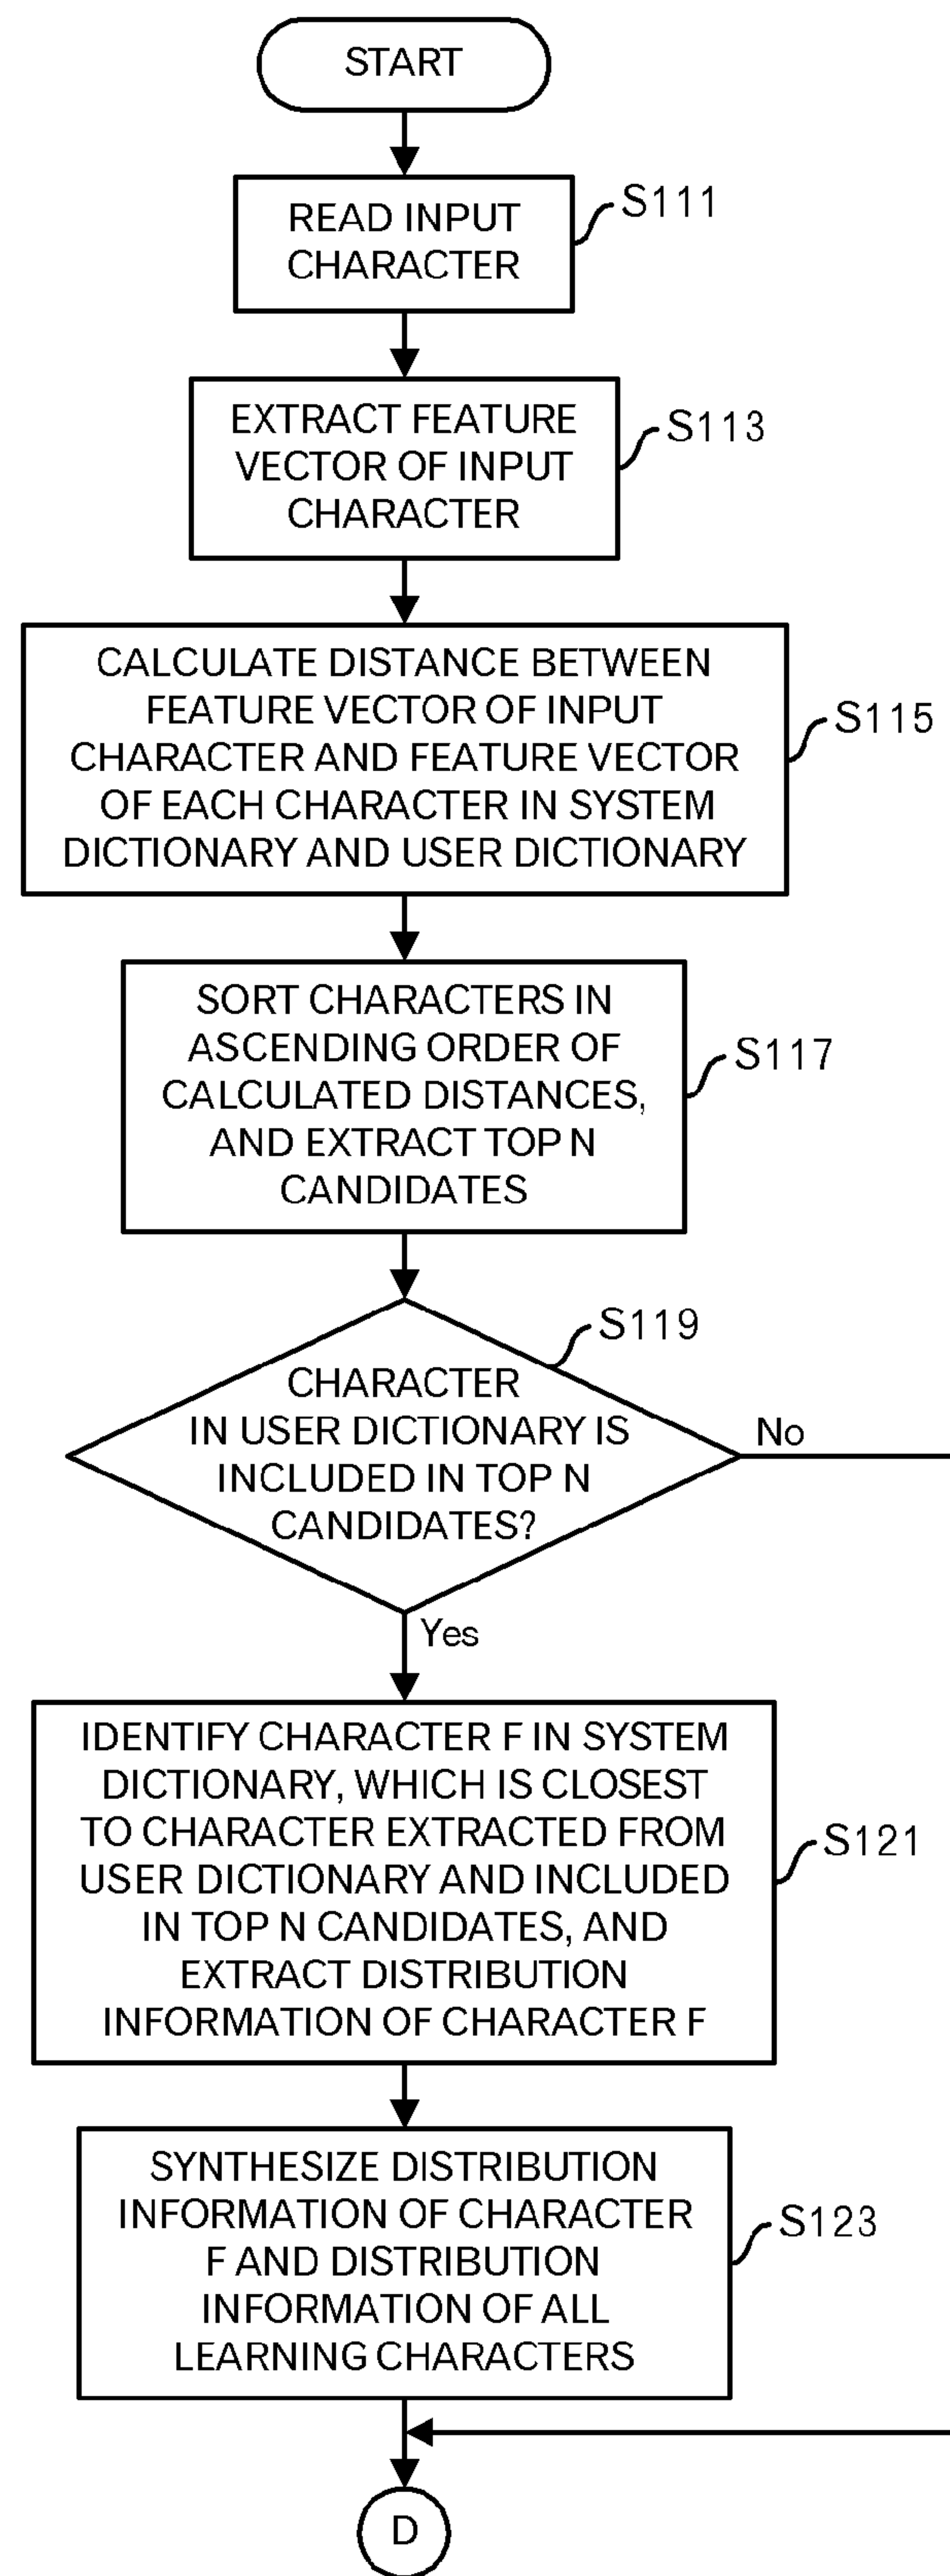 START
READ INPUT
CHARACTER
S111
EXTRACT FEATURE
VECTOR OF INPUT
CHARACTER
S113
CALCULATE DISTANCE BETWEEN
FEATURE VECTOR OF INPUT
CHARACTER AND FEATURE VECTOR
OF EACH CHARACTER IN SYSTEM
DICTIONARY AND USER DICTIONARY
S115
SORT CHARACTERS IN
ASCENDING ORDER OF
CALCULATED DISTANCES,
AND EXTRACT TOP N
CANDIDATES
S117
S119
CHARACTER
IN USER DICTIONARY IS
INCLUDED IN TOP N
CANDIDATES?
No
Yes
IDENTIFY CHARACTER F IN SYSTEM
DICTIONARY, WHICH IS CLOSEST
TO CHARACTER EXTRACTED FROM
USER DICTIONARY AND INCLUDED
IN TOP N CANDIDATES, AND
EXTRACT DISTRIBUTION
INFORMATION OF CHARACTER F
S121
SYNTHESIZE DISTRIBUTION
INFORMATION OF CHARACTER
F AND DISTRIBUTION
INFORMATION OF ALL
LEARNING CHARACTERS
S123
D